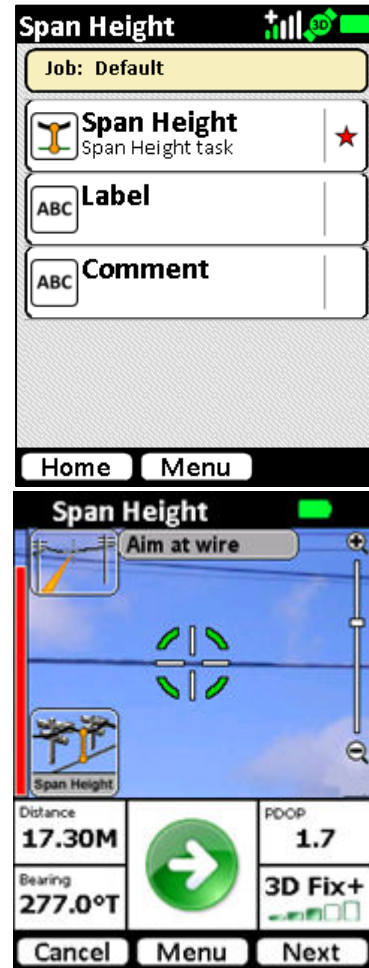 Span Height
3D
Job: Default
Span Height
Span Height task
ABC
Label
ABC
Comment
Home Menu
Span Height
Aim at wire
Span Height
Distance
17.30M
PDOP
1.7
Bearing
277.0°T
3D Fix+
Cancel Menu Next